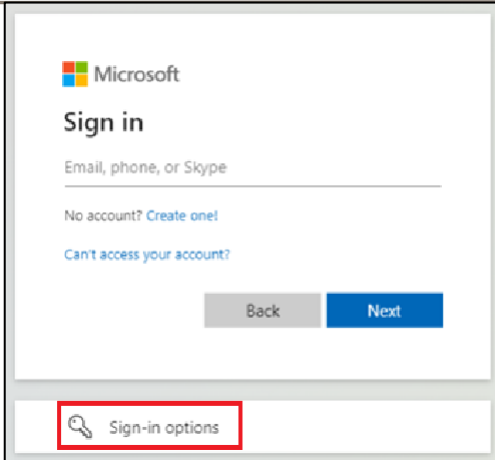 Microsoft
Sign in
Email, phone, or Skype
No account? Create one!
Can't access your account?
Back Next
Sign-in options